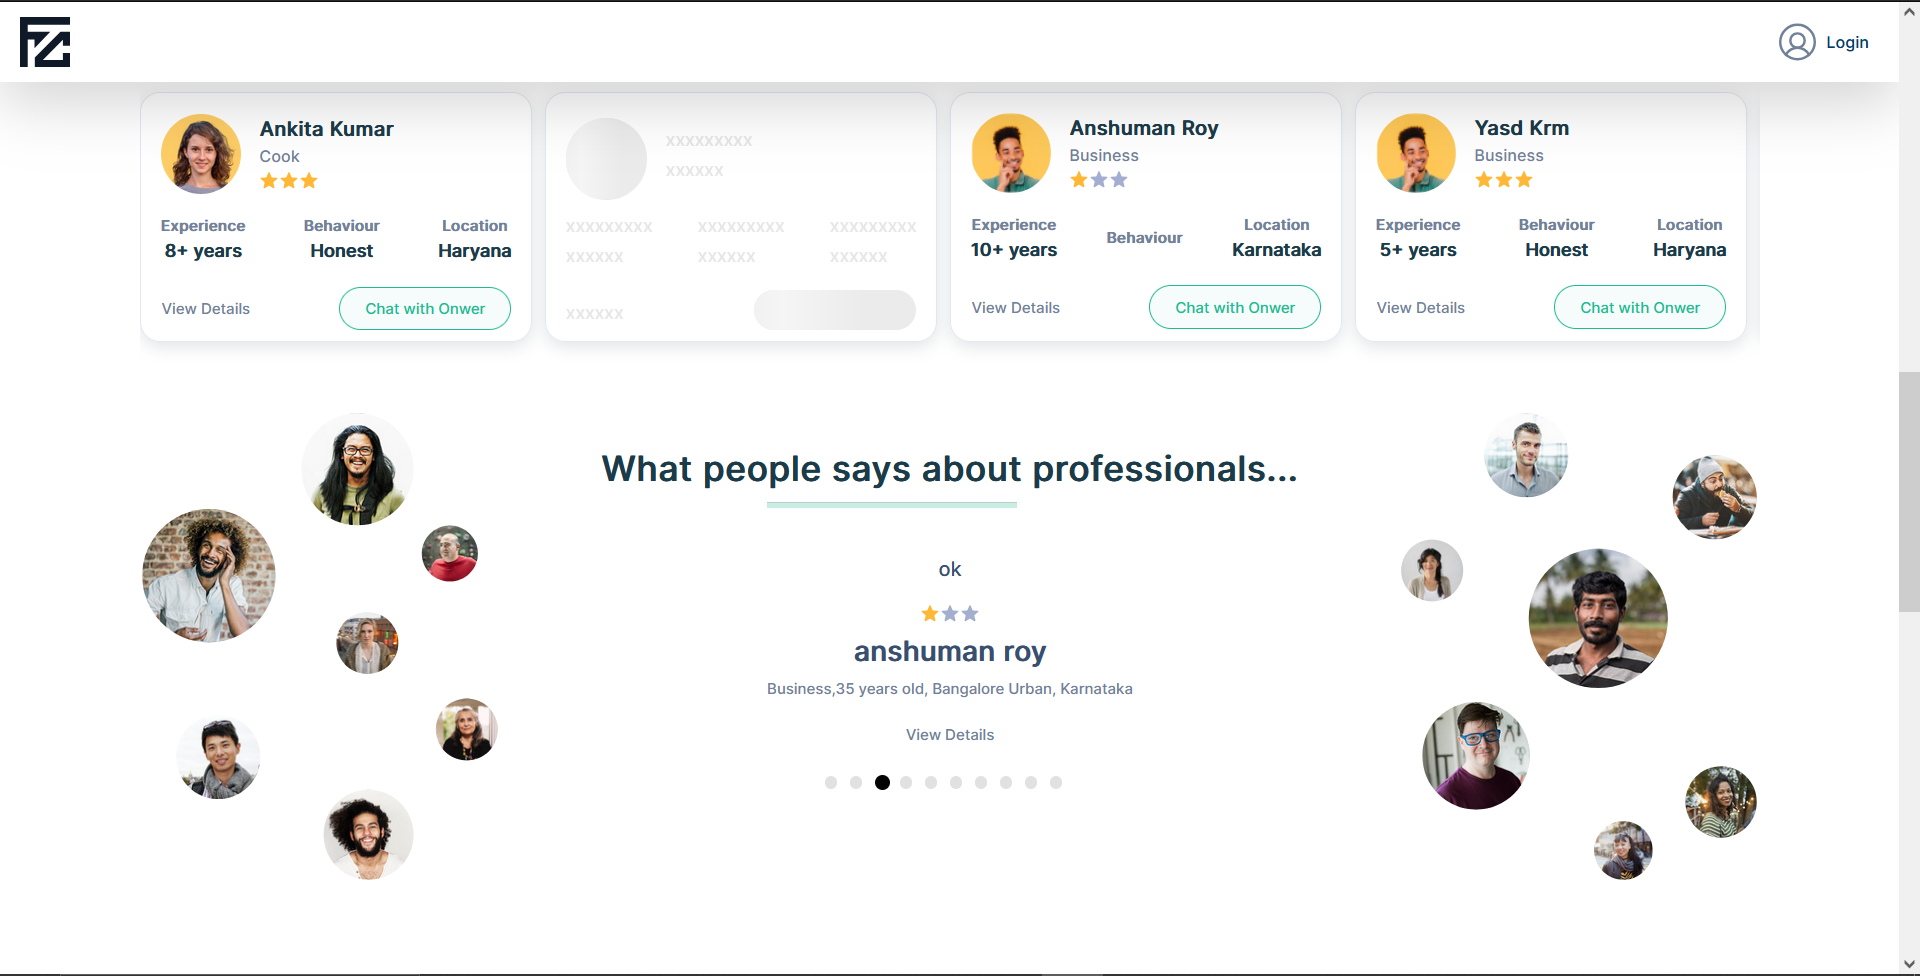 Login
Ankita Kumar
Cook
Experience Behaviour Location
8+ years Honest Haryana
View Details Chat with Onwer
xxxxxxxxx
xxxxxx
xxxxxxxxx xxxxxxxxx xxxxxxxxx
xxxxxx xxxxxx xxxxxx
xxxxxx
Anshuman Roy
Business
Experience Behaviour Location
10+ years Karnataka
View Details Chat with Onwer
Yasd Krm
Business
Experience Behaviour Location
5+ years Honest Haryana
View Details Chat with Onwer
What people says about professionals...
ok
anshuman roy
Business,35 years old, Bangalore Urban, Karnataka
View Details